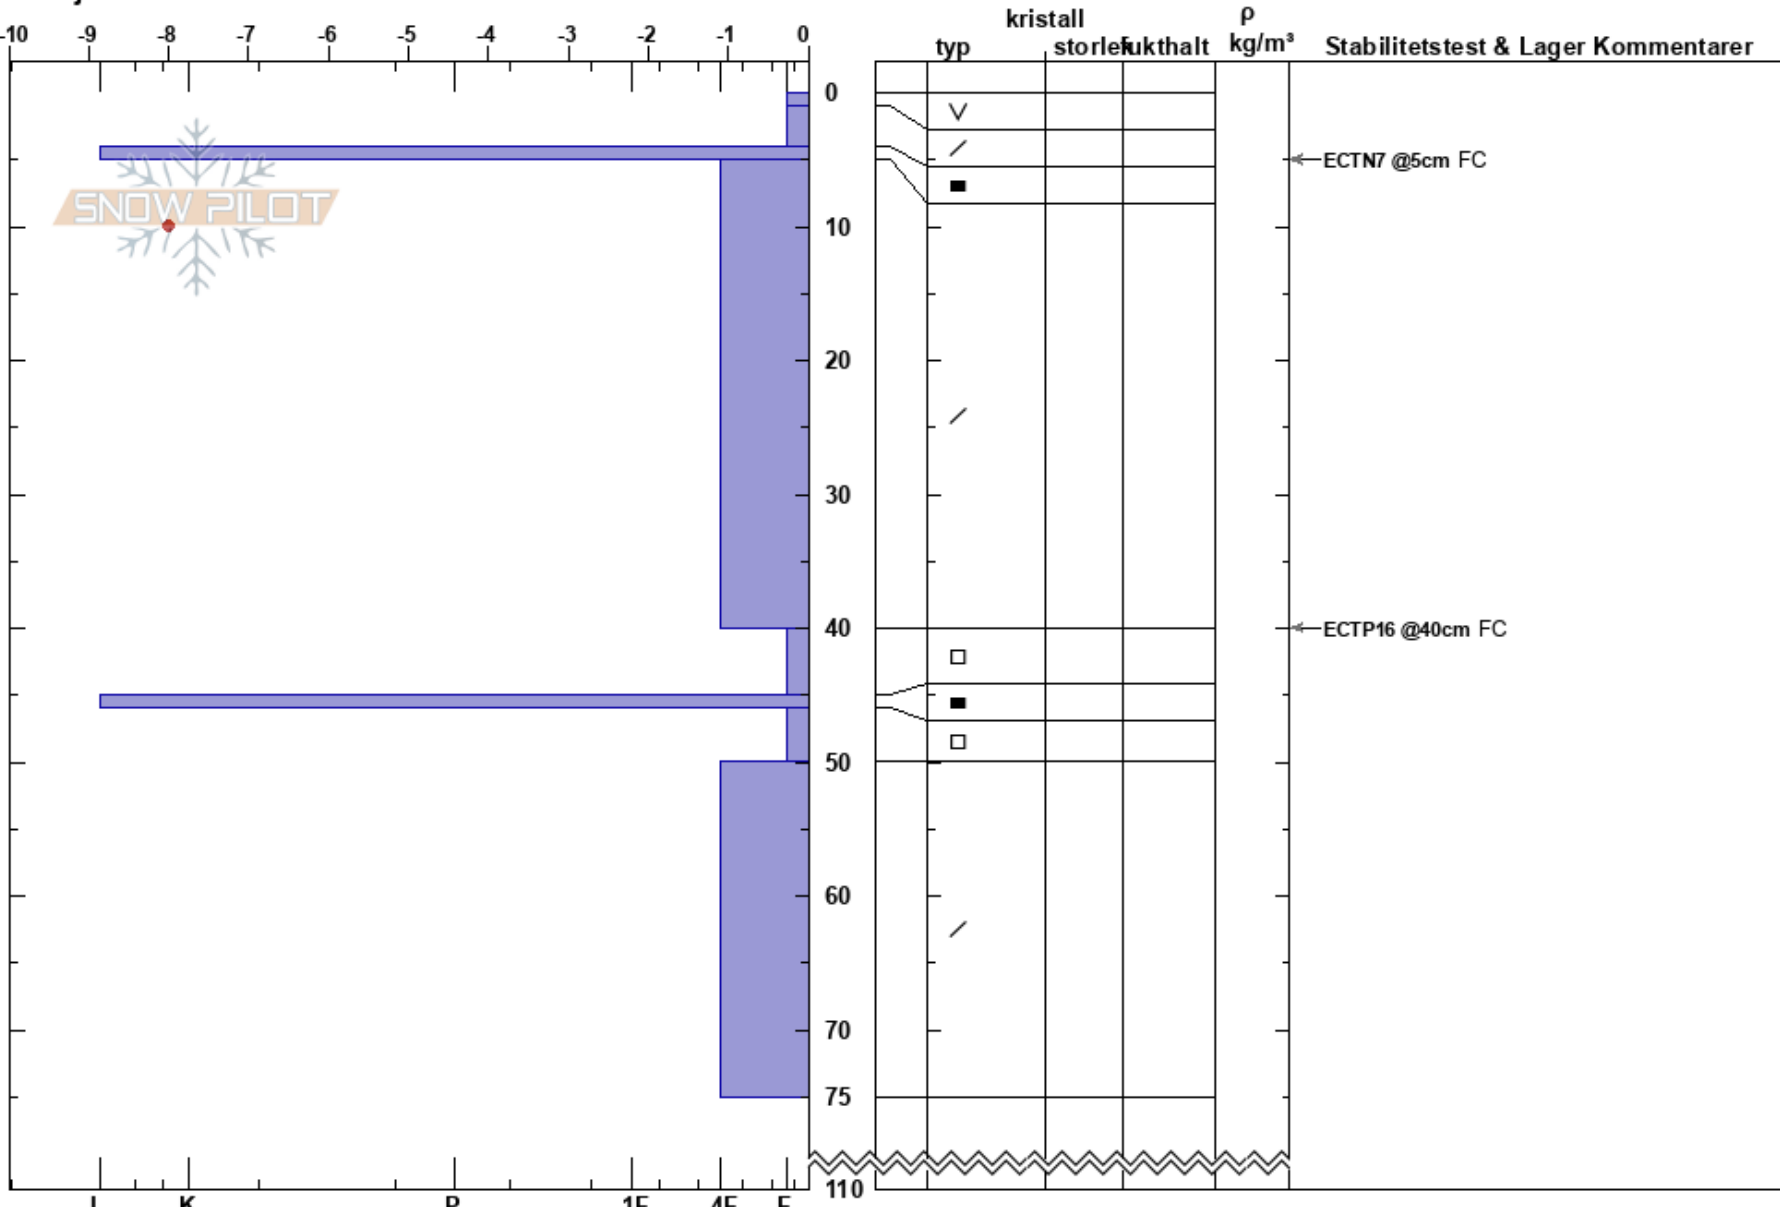 kristall ρ
-10 -9 -8 -7 -6 -5 -4 -3 -2 -1 0
typ storlek fukthalt kg/m³ Stabilitetstest & Lager Kommentarer
0
ECTN7 @5cm FC
SNOW PILOT
10
20
30
40
ECTP16 @40cm FC
50
60
70
75
110
I K P 1F 4F F